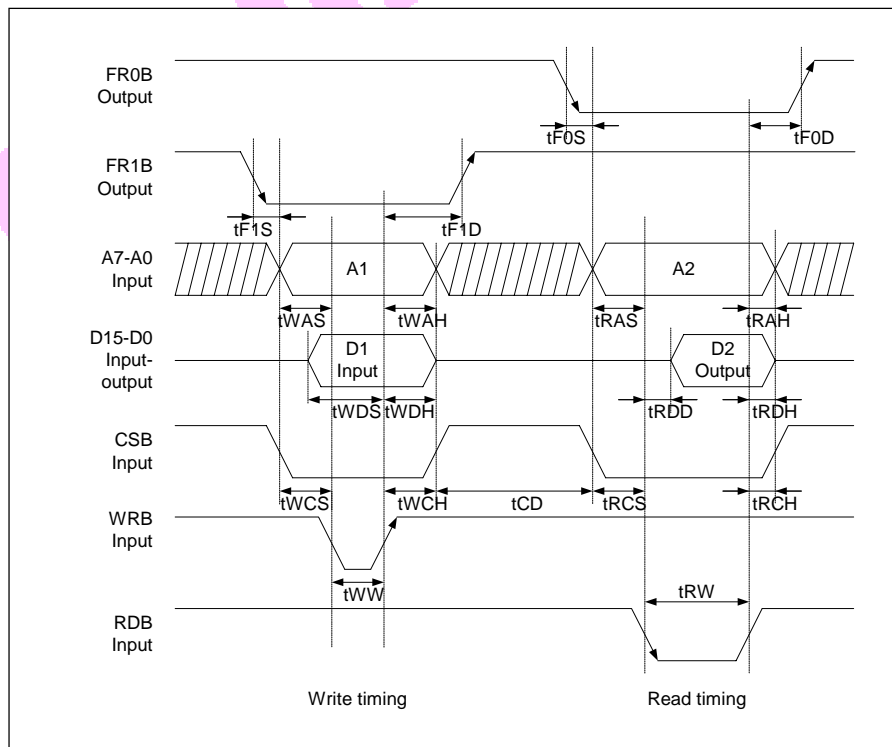 FR0B
Output
tF0S
tF0D
FR1B
Output
tF1S
tF1D
A7-A0
Input
A1
A2
tWAS
tWAH
tRAS
tRAH
D15-D0
Input-
output
D1
Input
D2
Output
tRDD
tWDS
tWDH
tRDH
CSB
Input
tWCS
tWCH
tCD
tRCS
tRCH
WRB
Input
tWW
tRW
RDB
Input
Write timing
Read timing